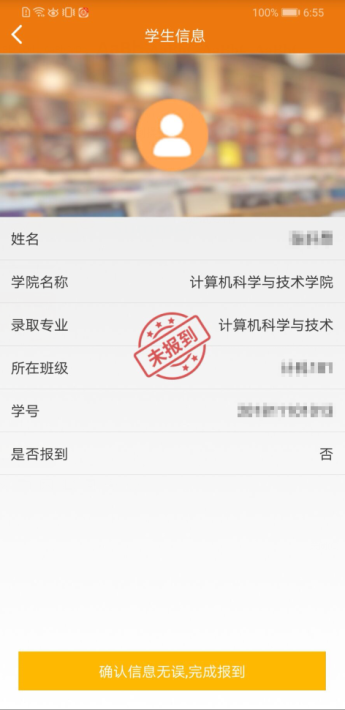 100% 6:55
学生信息
姓名
学院名称 计算机科学与技术学院
录取专业 计算机科学与技术
未报到
所在班级
学号
是否报到 否
确认信息无误,完成报到